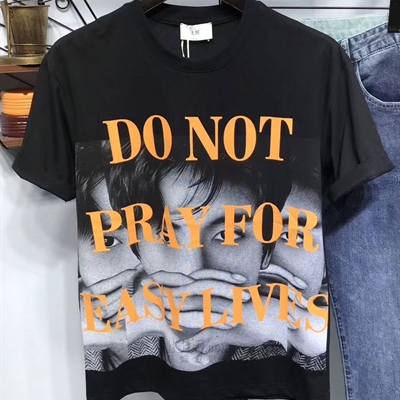 DO NOT
PRAY FOR
EASY LIVES